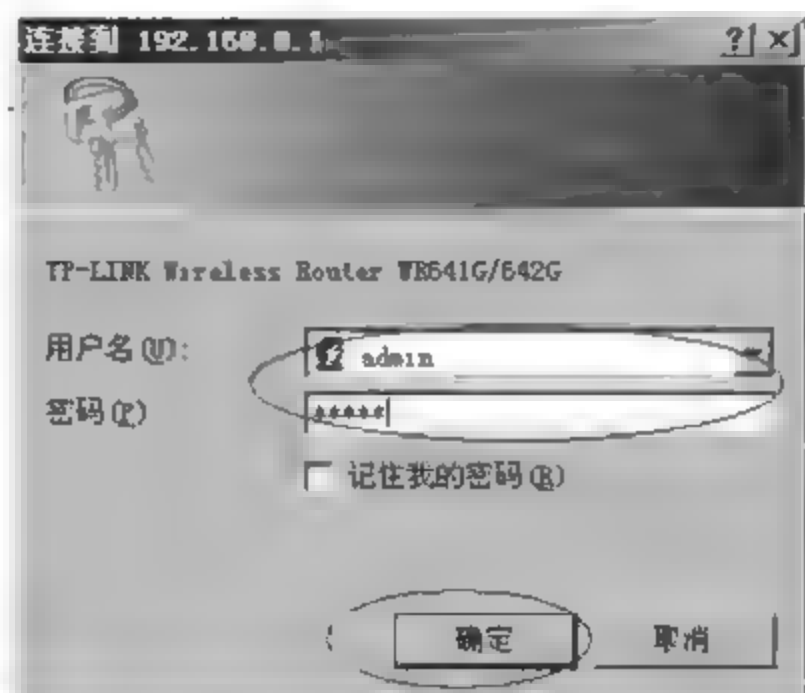 连接到 192.168.0.1
TP-LINK Wireless Router WR641G/642G
用户名(U):
admin
密码(P)
*****
记住我的密码(R)
确定
取消